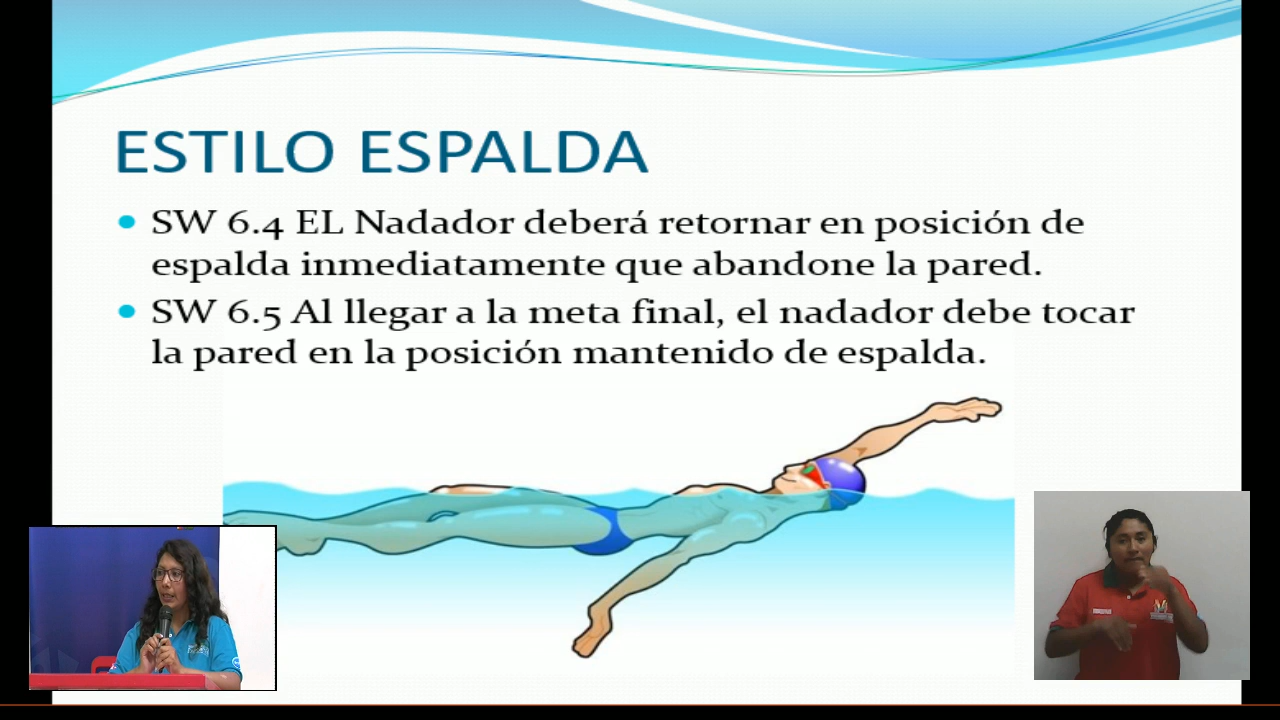 ESTILO ESPALDA
SW 6.4 EL Nadador deberá retornar en posición de
espalda inmediatamente que abandone la pared.
SW 6.5 Al llegar a la meta final, el nadador debe tocar
la pared en la posición mantenido de espalda.